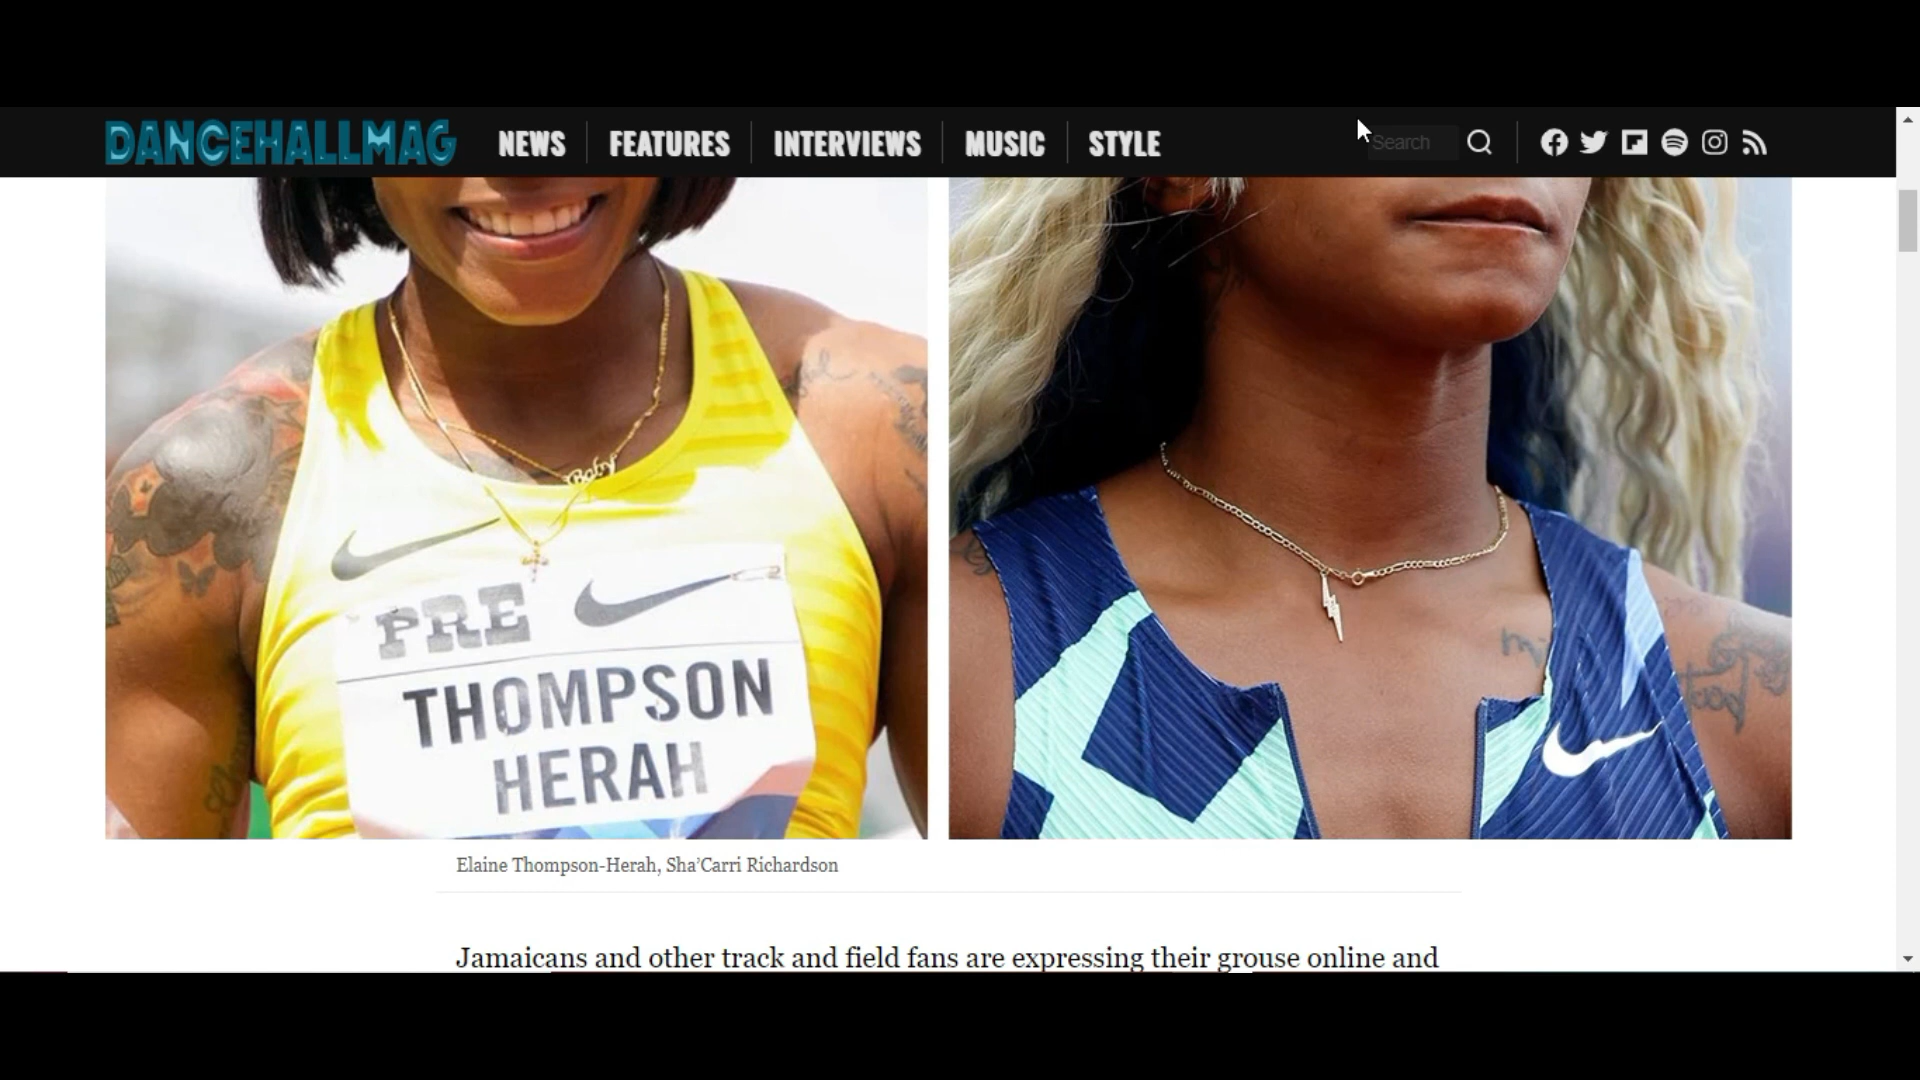 DANCEHALLMAG NEWS FEATURES INTERVIEWS MUSIC STYLE Search
Baby
PRE
THOMPSON
HERAH
Elaine Thompson-Herah, Sha'Carri Richardson
Jamaicans and other track and field fans are expressing their grouse online and